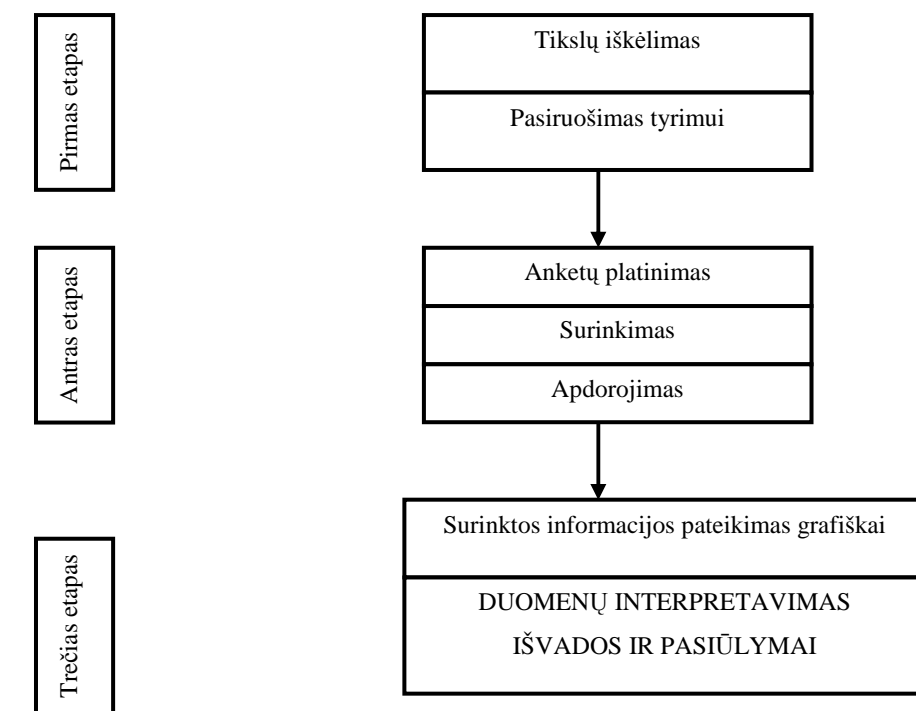 Pirmas etapas
Tikslų iškėlimas
Pasiruošimas tyrimui
Antras etapas
Anketų platinimas
Surinkimas
Apdorojimas
Trečias etapas
Surinktos informacijos pateikimas grafiškai
DUOMENŲ INTERPRETAVIMAS
IŠVADOS IR PASIŪLYMAI